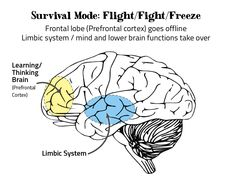 Survival Mode: Flight/Fight/Freeze
Frontal lobe (Prefrontal cortex) goes offline
Limbic system / mind and lower brain functions take over
Learning/
Thinking
Brain
(Prefrontal
Cortex)
Limbic System